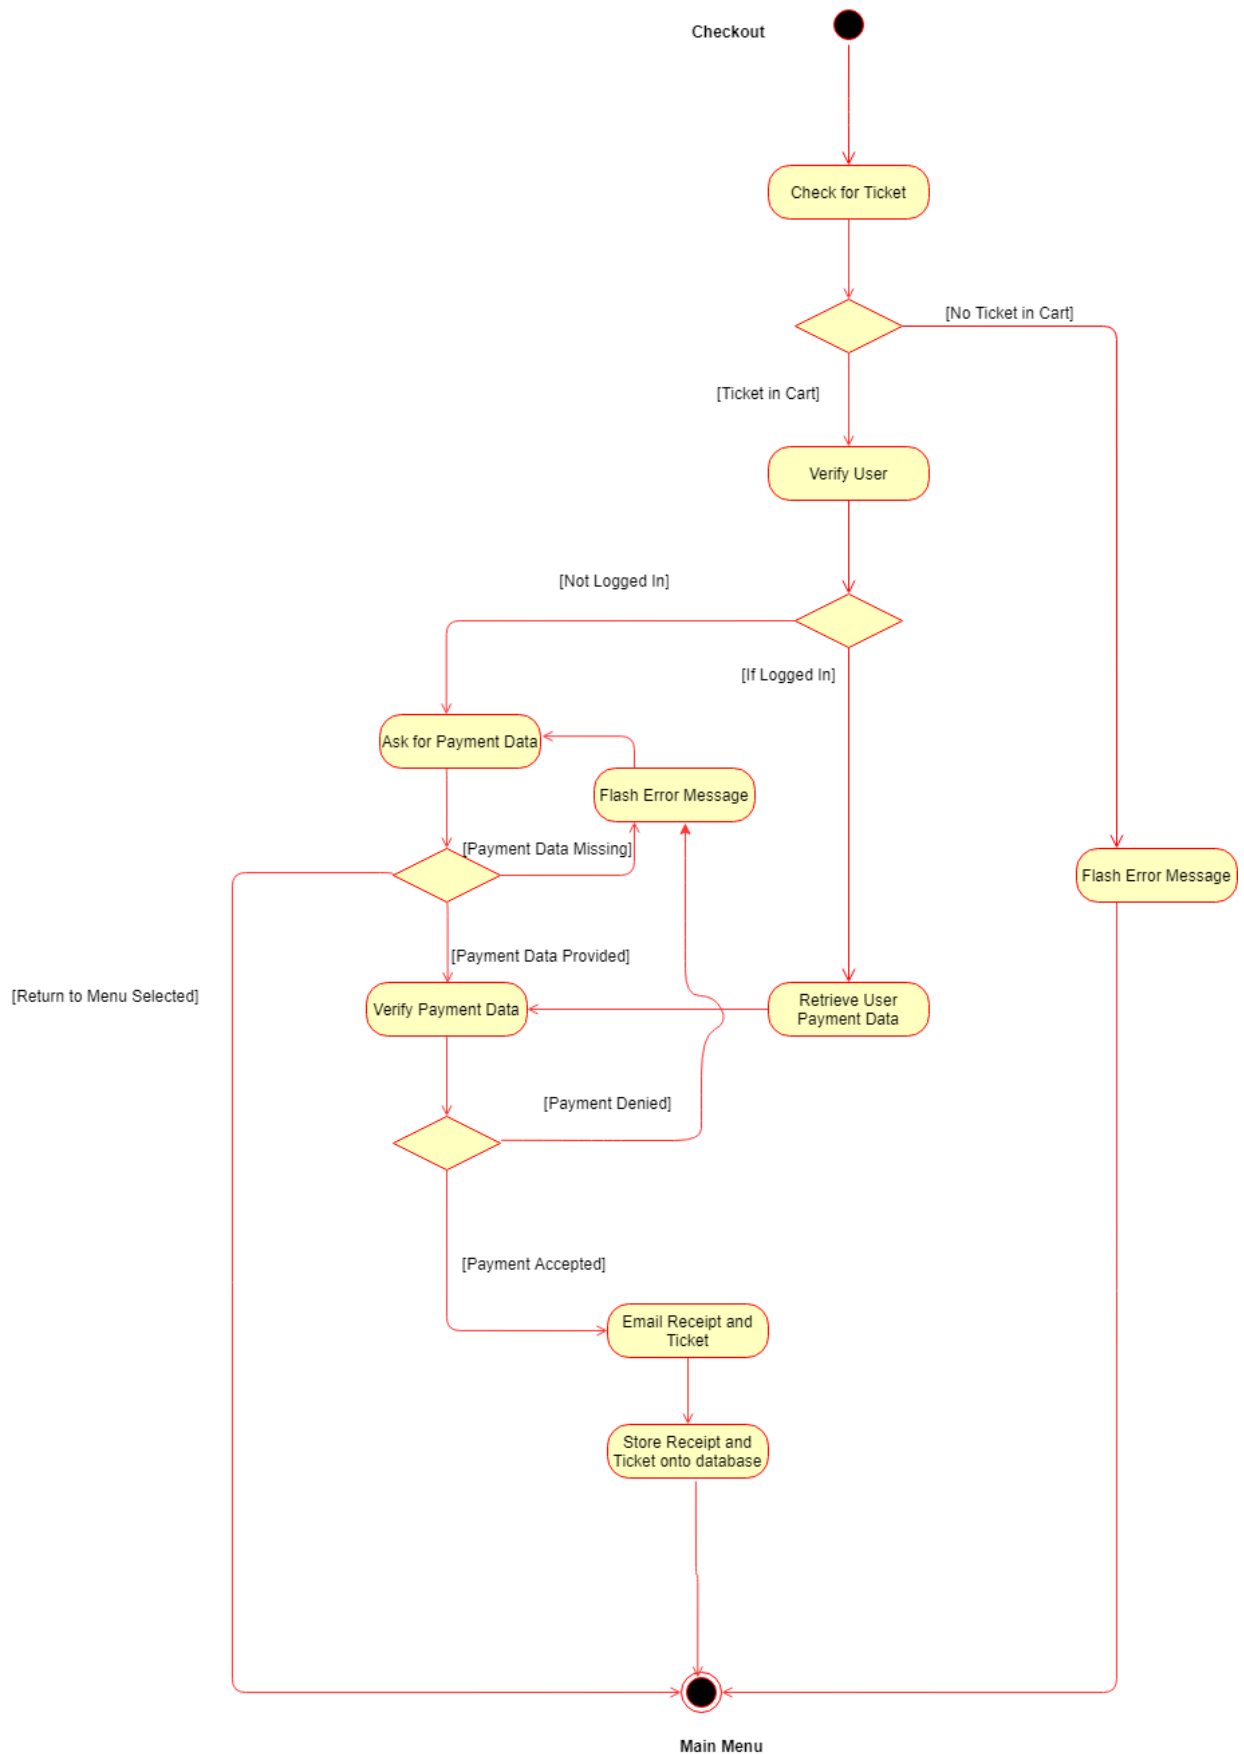 Checkout
Check for Ticket
[No Ticket in Cart]
[Ticket in Cart]
Verify User
[Not Logged In]
[If Logged In]
Ask for Payment Data
Flash Error Message
[Payment Data Missing]
Flash Error Message
[Payment Data Provided]
[Return to Menu Selected]
Verify Payment Data
Retrieve User
Payment Data
[Payment Denied]
[Payment Accepted]
Email Receipt and
Ticket
Store Receipt and
Ticket onto database
Main Menu